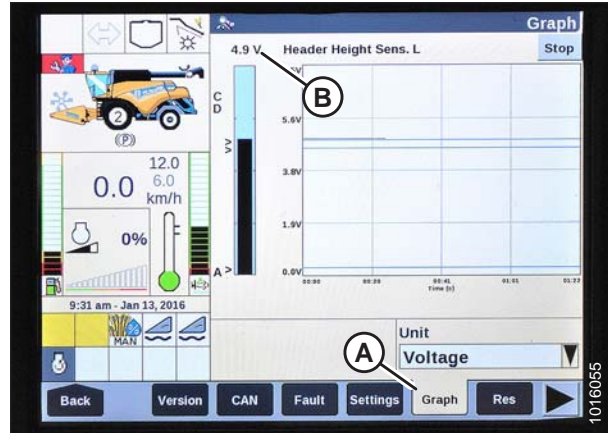 Graph
4.9 V
Header Height Sens. L
Stop
B
C
D
5.6V
2
(P)
3.8V
12.0
6.0
0.0
km/h
0%
1.9V
A
0.0V
00:00
00:20
00:41
01:01
01:22
Time (s)
9:31 am - Jan 13, 2016
MAN
%
A
Unit
Voltage
Back
Version
CAN
Fault
Settings
Graph
Res
1016055